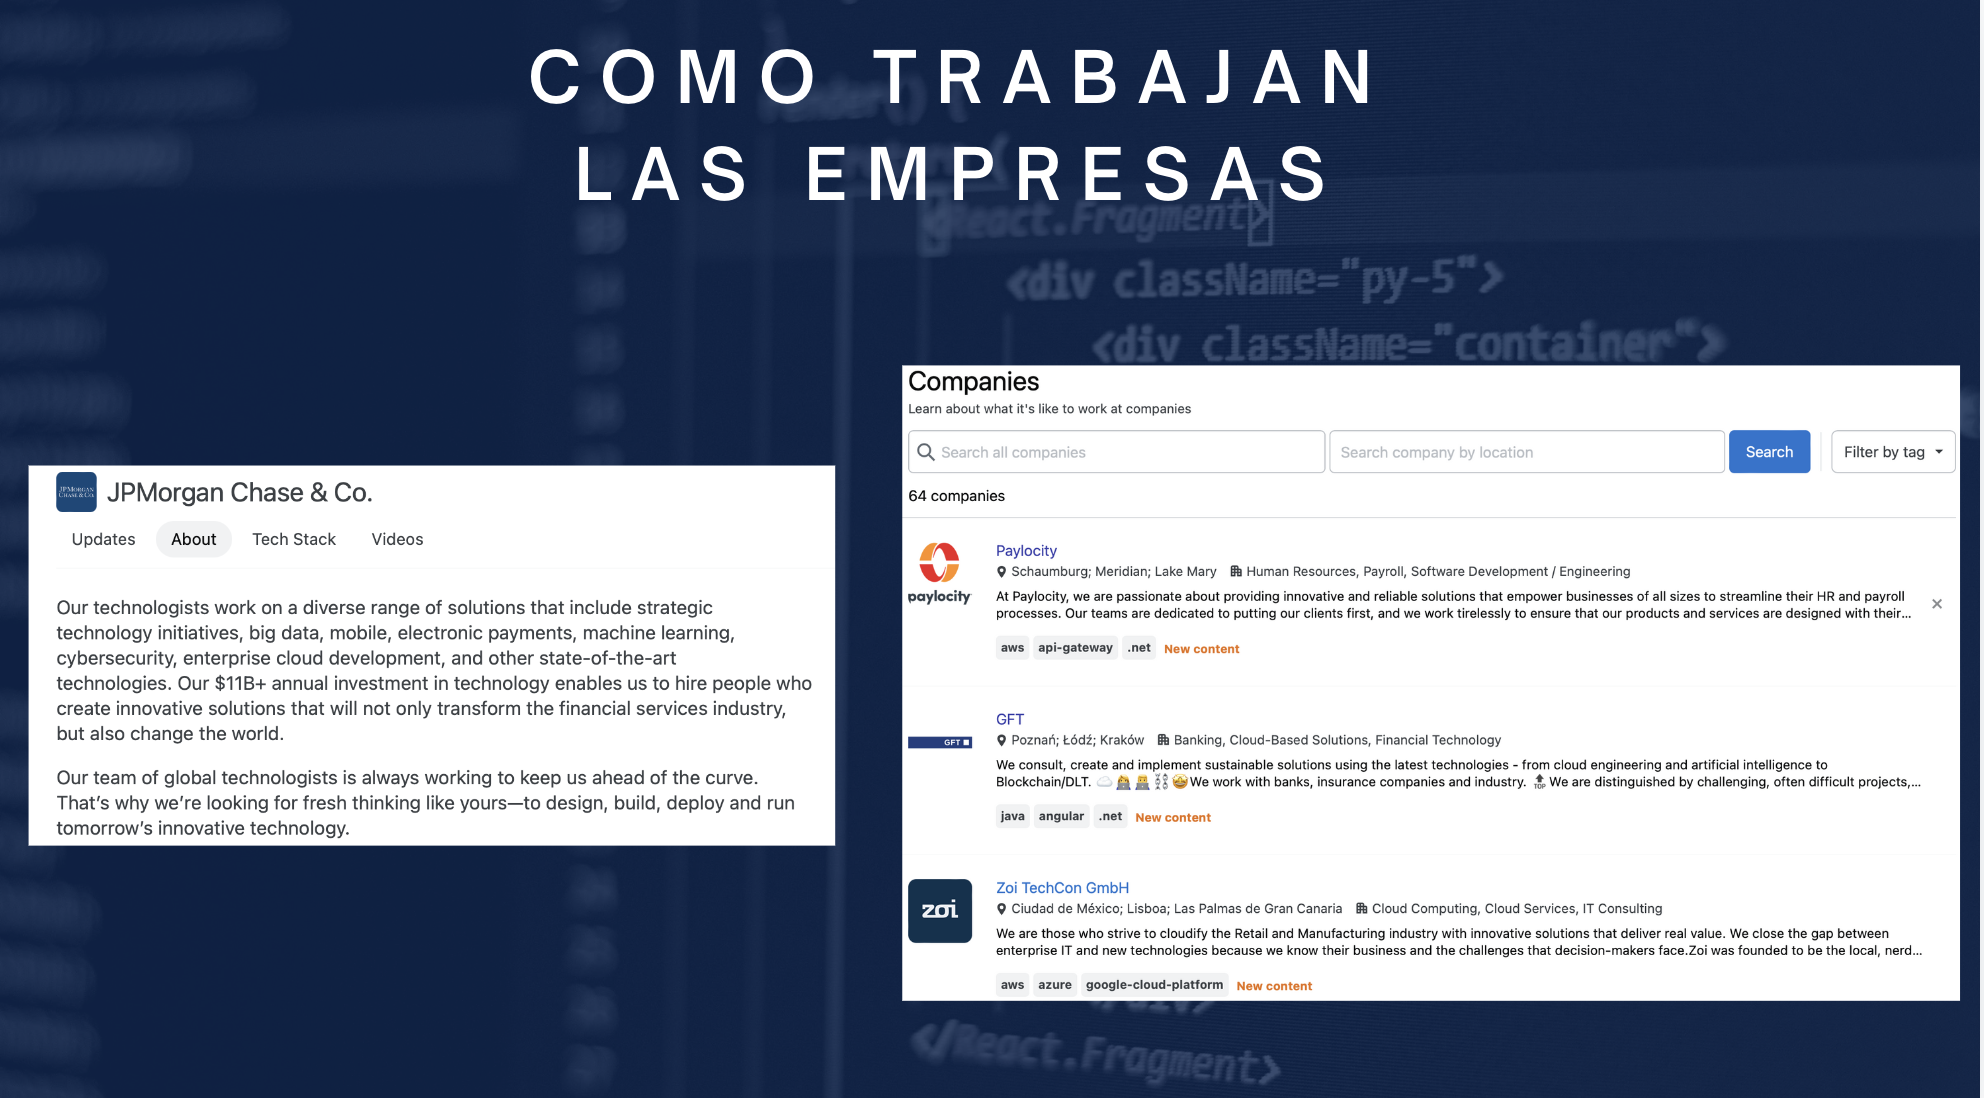 COMO TRABAJAN
LAS EMPRESAS
render() {
<React.Fragment>
<div className="py-5">
<div className="container">
JPMORGAN
CHASE & CO.
JPMorgan Chase & Co.
Updates About Tech Stack Videos
Our technologists work on a diverse range of solutions that include strategic
technology initiatives, big data, mobile, electronic payments, machine learning,
cybersecurity, enterprise cloud development, and other state-of-the-art
technologies. Our $11B+ annual investment in technology enables us to hire people who
create innovative solutions that will not only transform the financial services industry,
but also change the world.
Our team of global technologists is always working to keep us ahead of the curve.
That’s why we’re looking for fresh thinking like yours—to design, build, deploy and run
tomorrow’s innovative technology.
Companies
Learn about what it's like to work at companies
Search all companies Search company by location Search Filter by tag
64 companies
paylocity
Paylocity
Schaumburg; Meridian; Lake Mary Human Resources, Payroll, Software Development / Engineering
At Paylocity, we are passionate about providing innovative and reliable solutions that empower businesses of all sizes to streamline their HR and payroll
processes. Our teams are dedicated to putting our clients first, and we work tirelessly to ensure that our products and services are designed with their...
aws api-gateway .net New content
GFT
GFT
Poznań; Łódź; Kraków Banking, Cloud-Based Solutions, Financial Technology
We consult, create and implement sustainable solutions using the latest technologies - from cloud engineering and artificial intelligence to
Blockchain/DLT. ☁️👩‍💻👨‍💻⛓️🤩We work with banks, insurance companies and industry. 🔝We are distinguished by challenging, often difficult projects,...
java angular .net New content
zoi
Zoi TechCon GmbH
Ciudad de México; Lisboa; Las Palmas de Gran Canaria Cloud Computing, Cloud Services, IT Consulting
We are those who strive to cloudify the Retail and Manufacturing industry with innovative solutions that deliver real value. We close the gap between
enterprise IT and new technologies because we know their business and the challenges that decision-makers face.Zoi was founded to be the local, nerd...
aws azure google-cloud-platform New content
</div>
</React.Fragment>